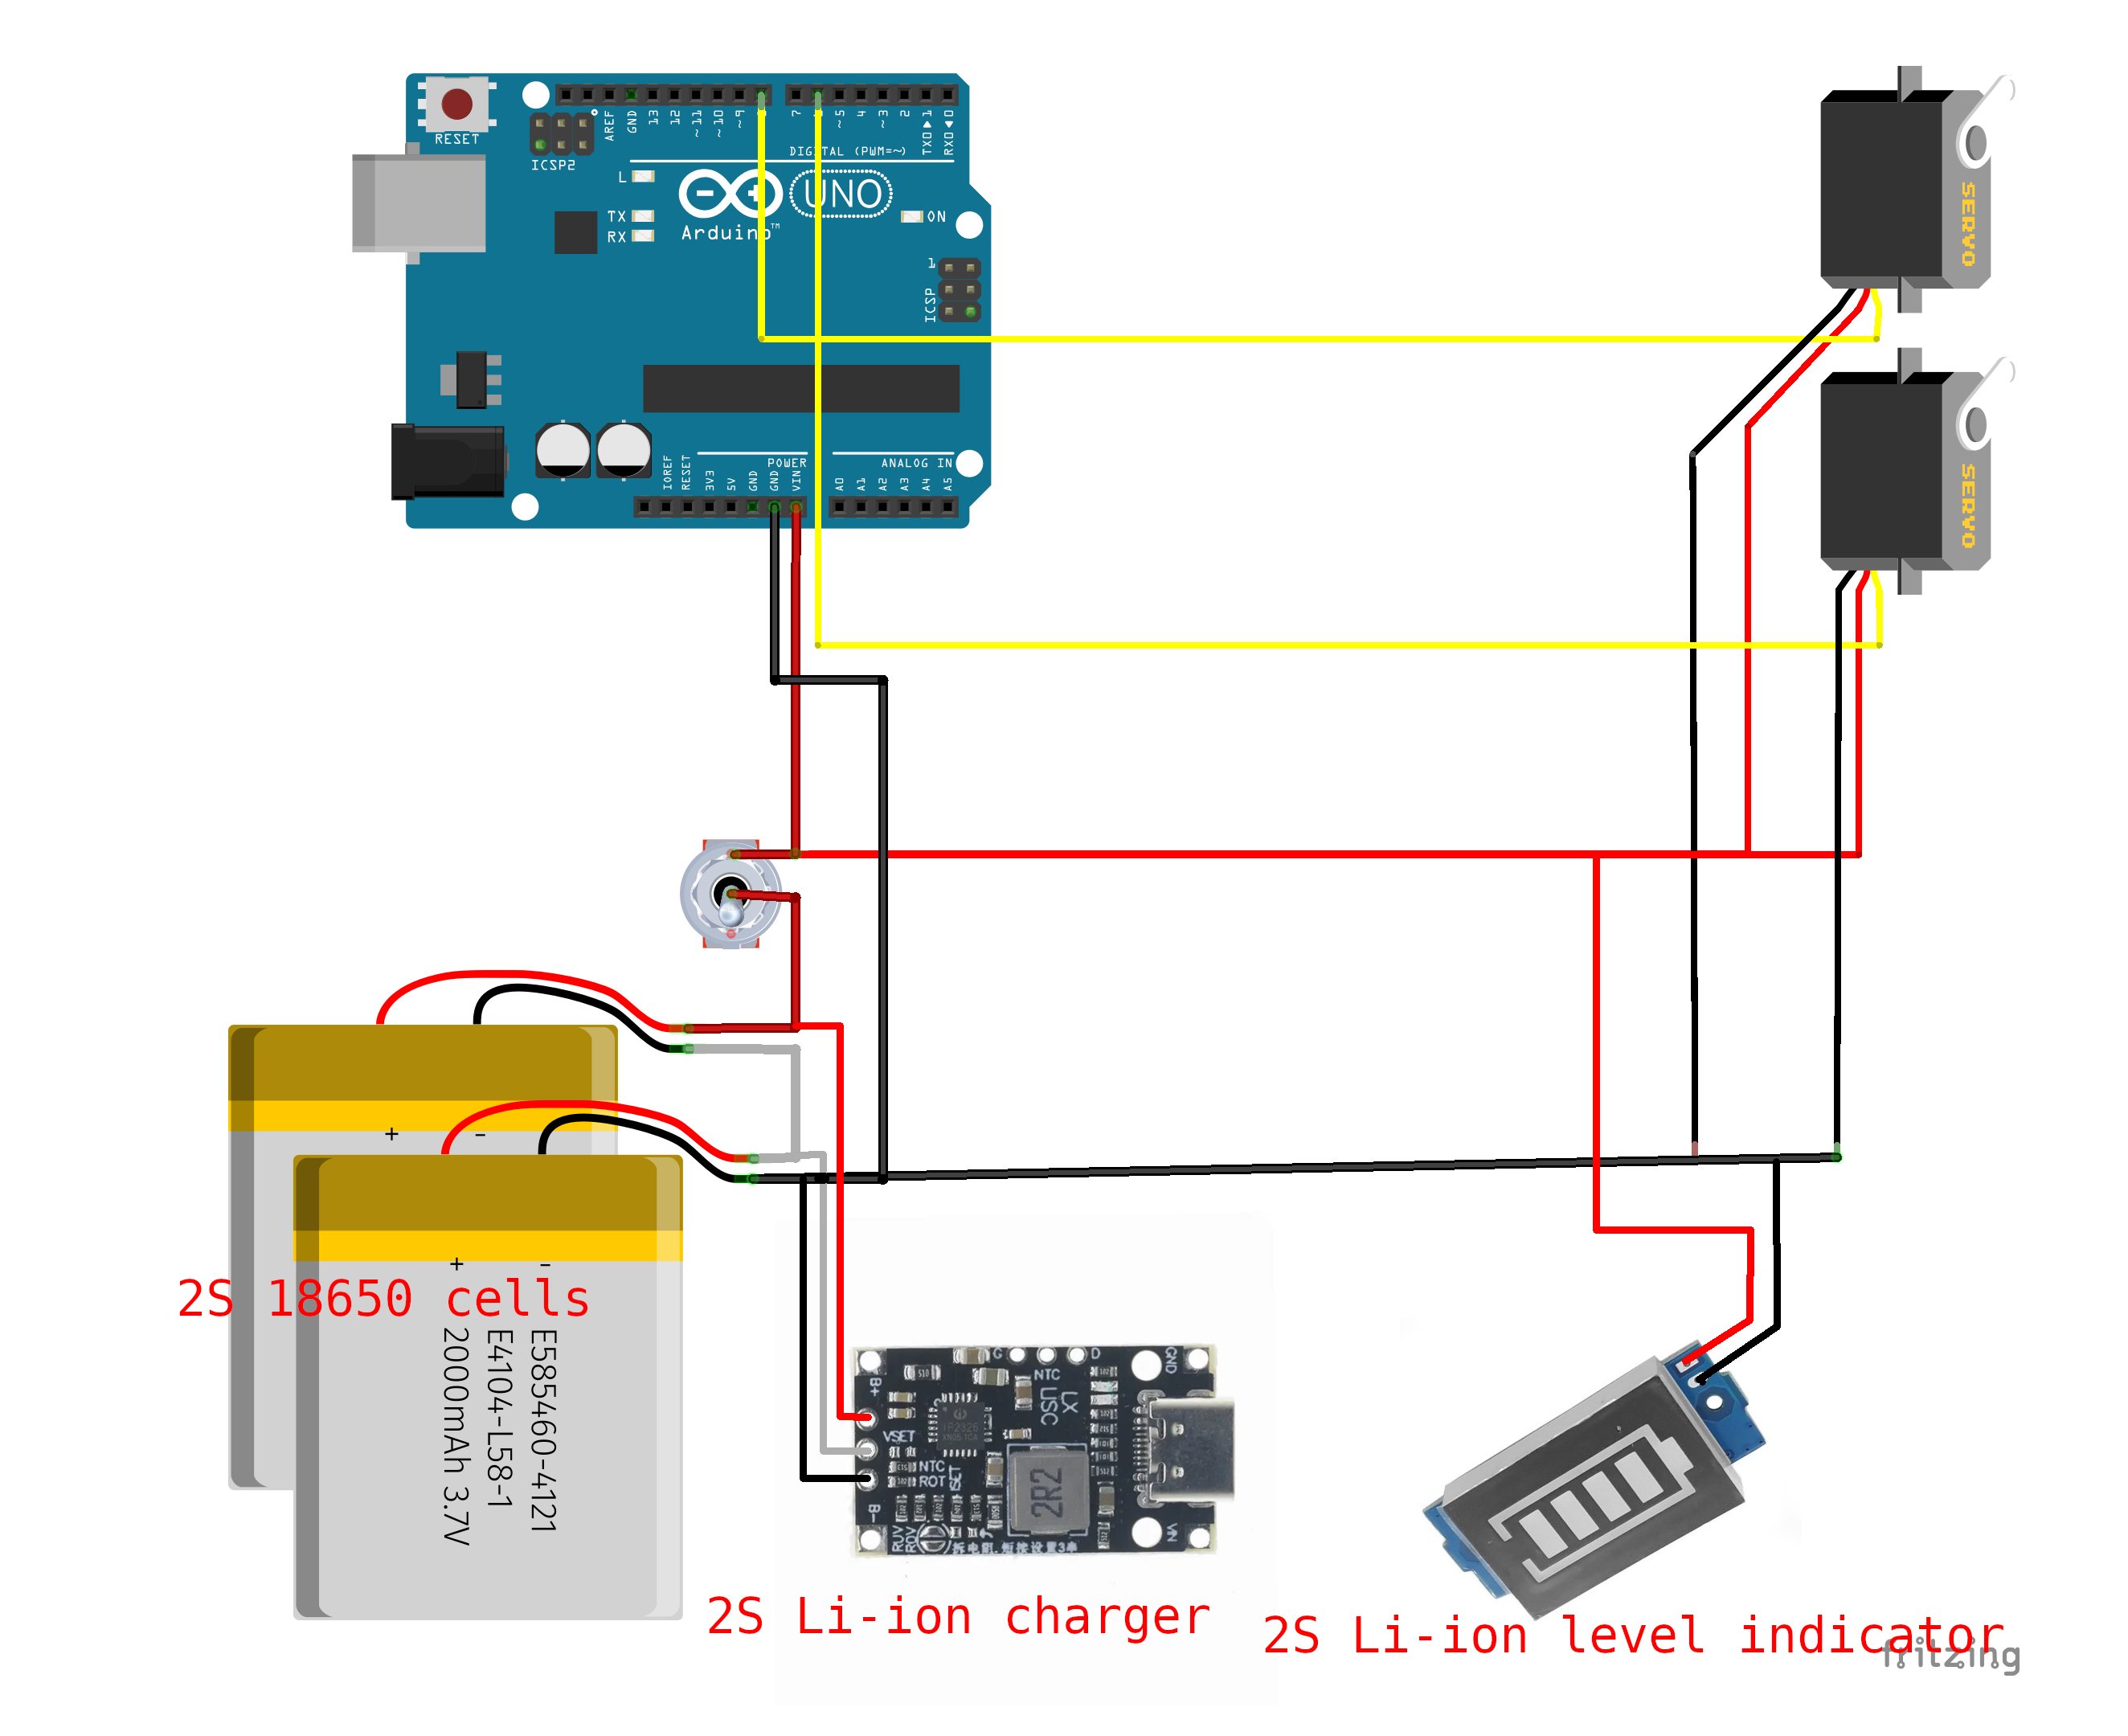 RESET
ICSP2
AREF
GND
13
12
~11
~10
~9
7
~5
4
~3
2
TX0 1
RX0 0
DIGITAL (PWM=~)
L
TX
RX
Arduino™
UNO
ON
1
ICSP
IOREF
RESET
3V3
5V
GND
GND
VIN
POWER
ANALOG IN
A0
A1
A2
A3
A4
A5
SERVO
SERVO
+ -
+ -
2S 18650 cells
E585460-4121
E4104-L58-1
2000mAh 3.7V
B+
VSET
NTC
ROT
ISET
B-
RUV
ROV
G
D
NTC
LX
USC
GND
VIN
2R2
2S Li-ion charger
2S Li-ion level indicator
fritzing